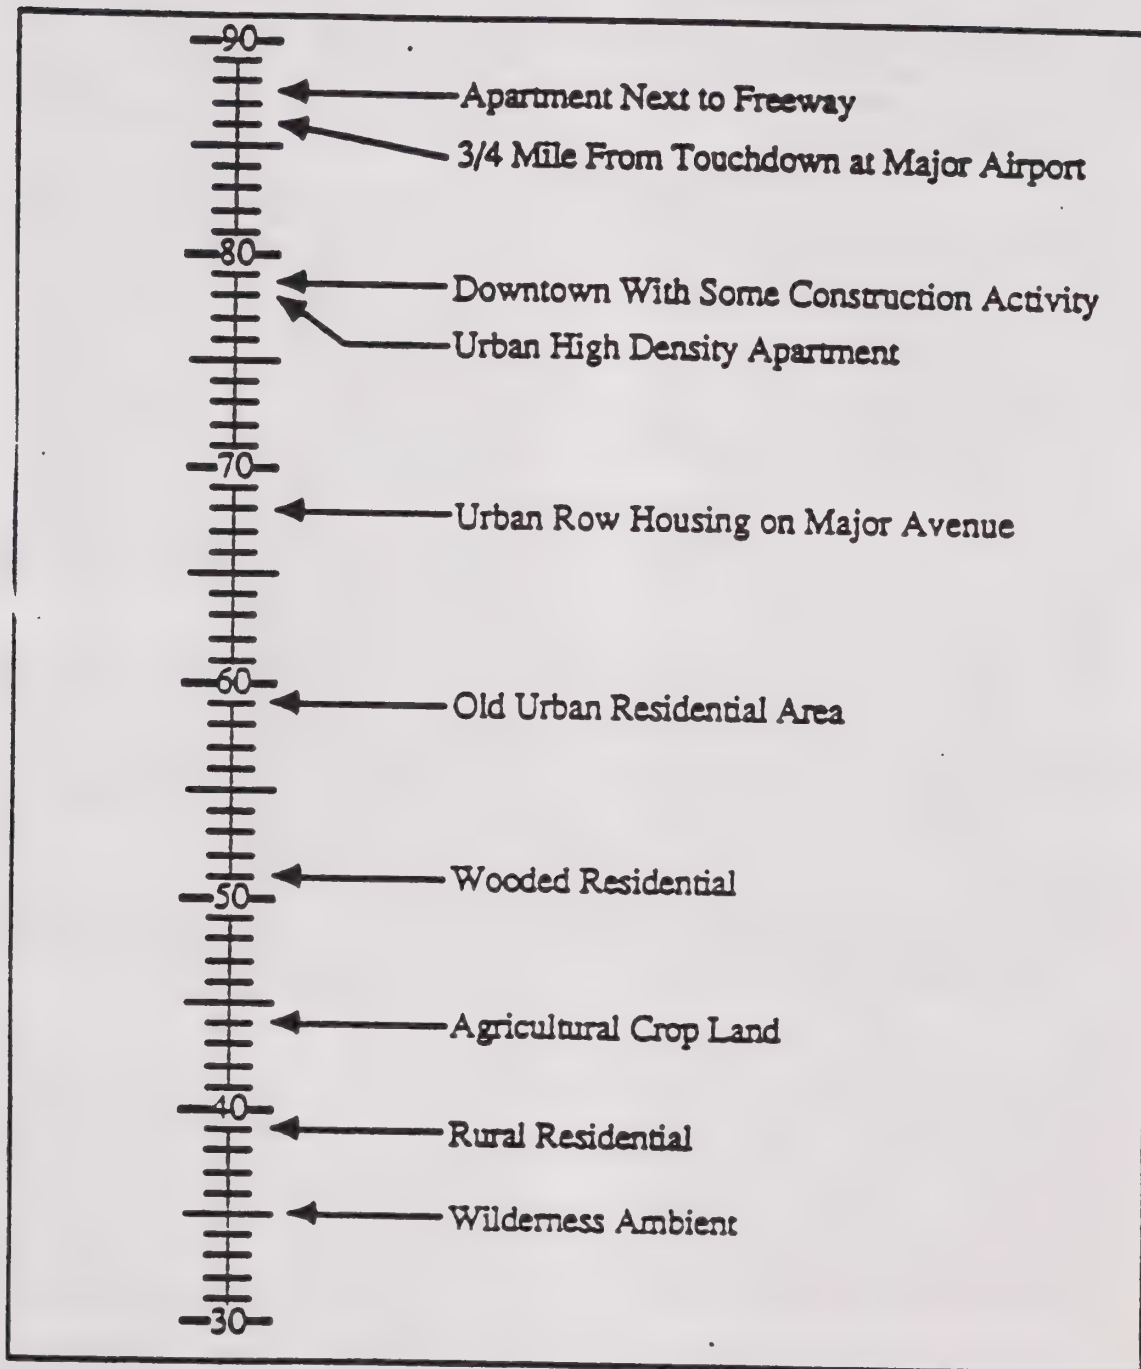 90
Apartment Next to Freeway
3/4 Mile From Touchdown at Major Airport
80
Downtown With Some Construction Activity
Urban High Density Apartment
70
Urban Row Housing on Major Avenue
60
Old Urban Residential Area
Wooded Residential
50
Agricultural Crop Land
40
Rural Residential
Wilderness Ambient
30